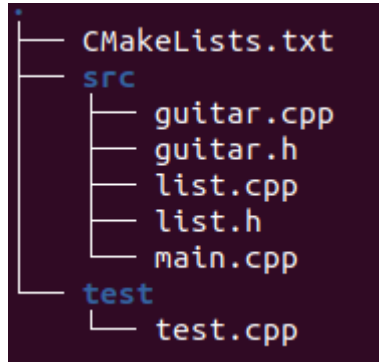 .
├── CMakeLists.txt
├── src
│   ├── guitar.cpp
│   ├── guitar.h
│   ├── list.cpp
│   ├── list.h
│   └── main.cpp
└── test
    └── test.cpp